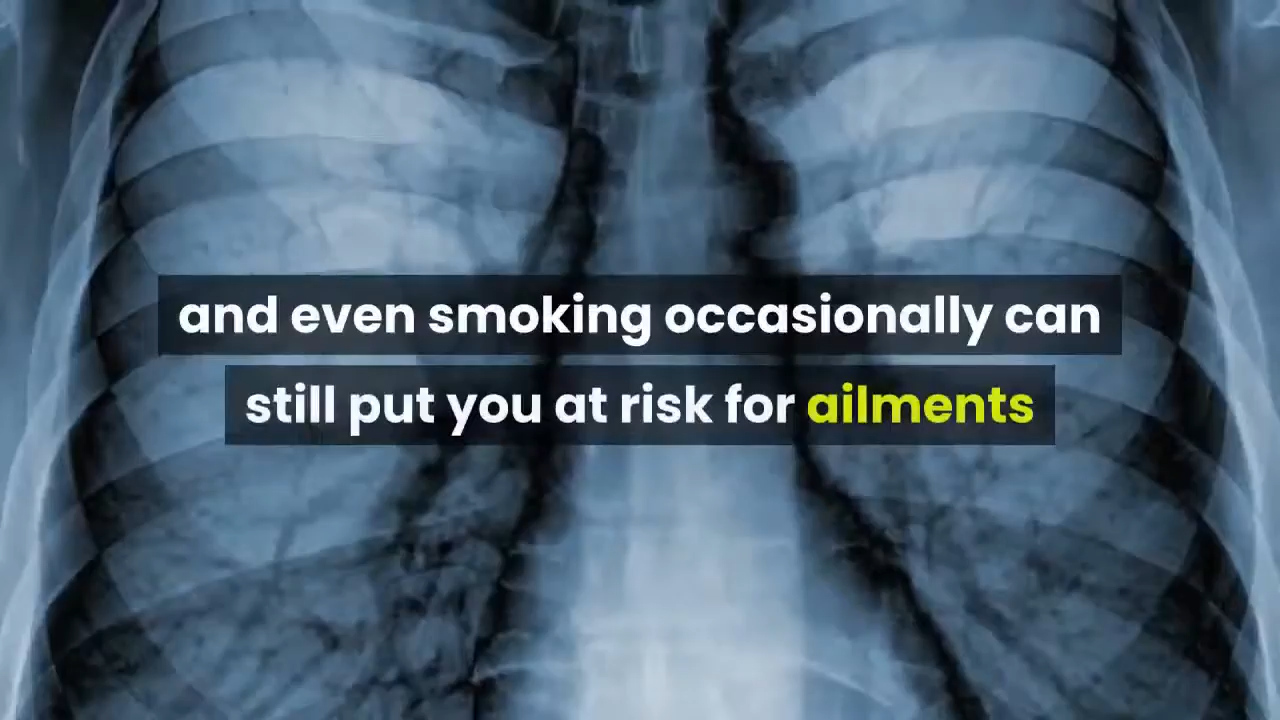 and even smoking occasionally can
still put you at risk for ailments